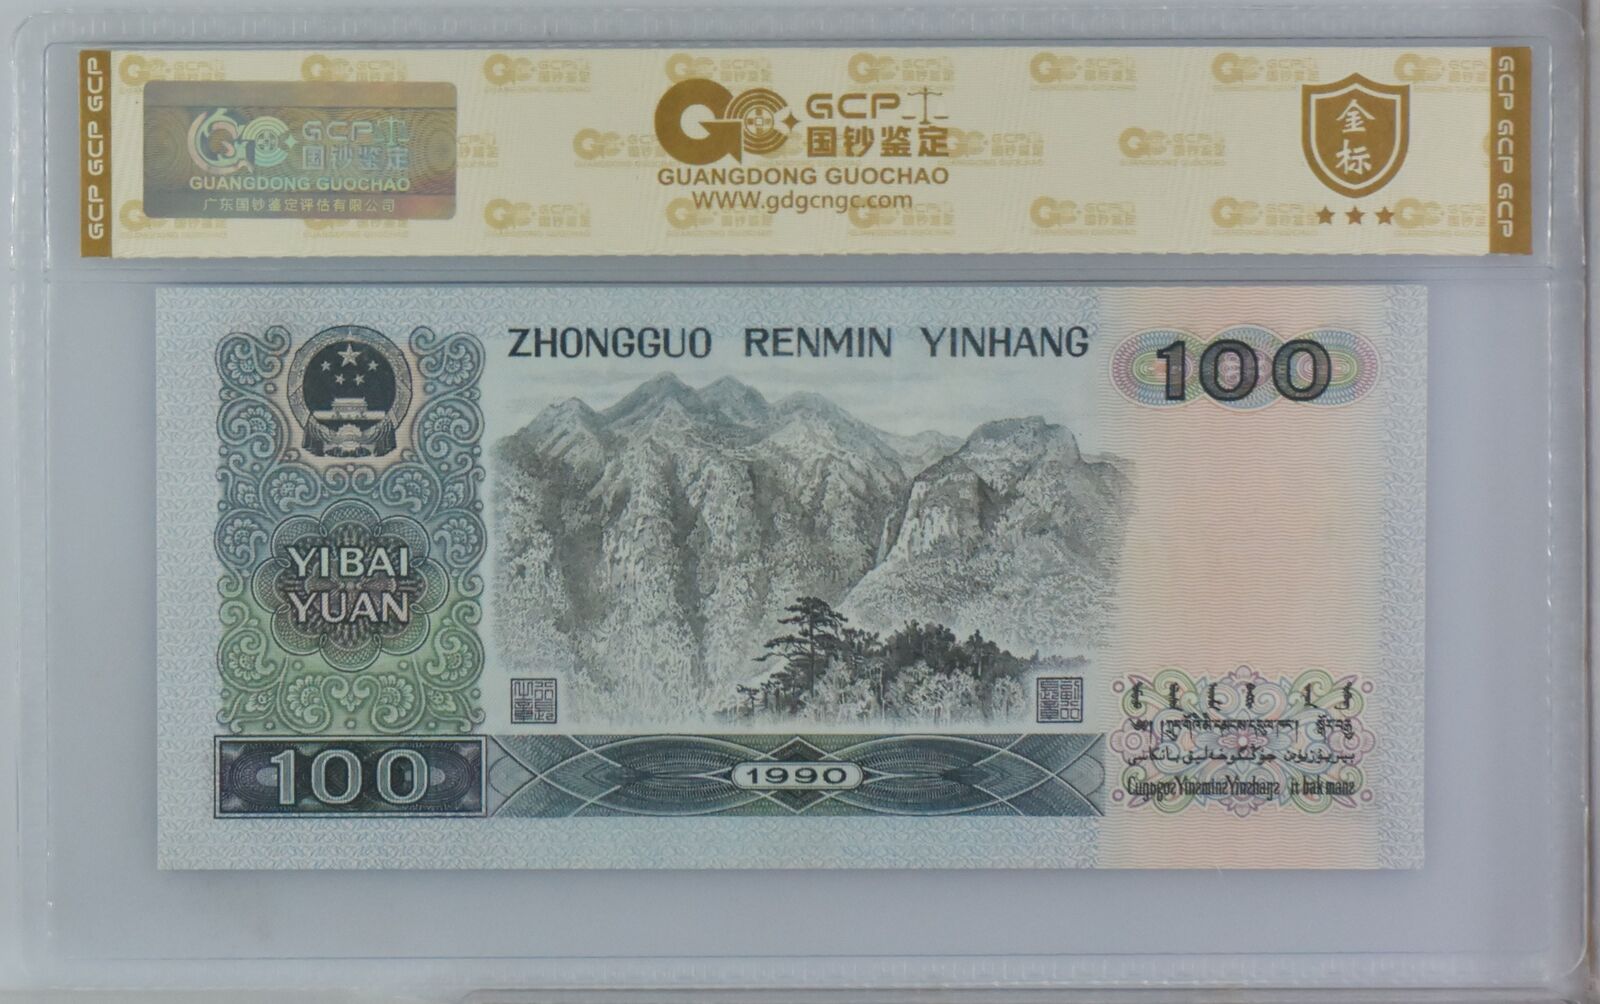 GCP GCP GCP
GCP
国钞鉴定
GUANGDONG GUOCHAO
广东国钞鉴定评估有限公司
GCP
国钞鉴定
GUANGDONG GUOCHAO
WWW.gdgcngc.com
金
标
GCP GCP GCP
ZHONGGUO RENMIN YINHANG
100
YIBAI
YUAN
100
1990